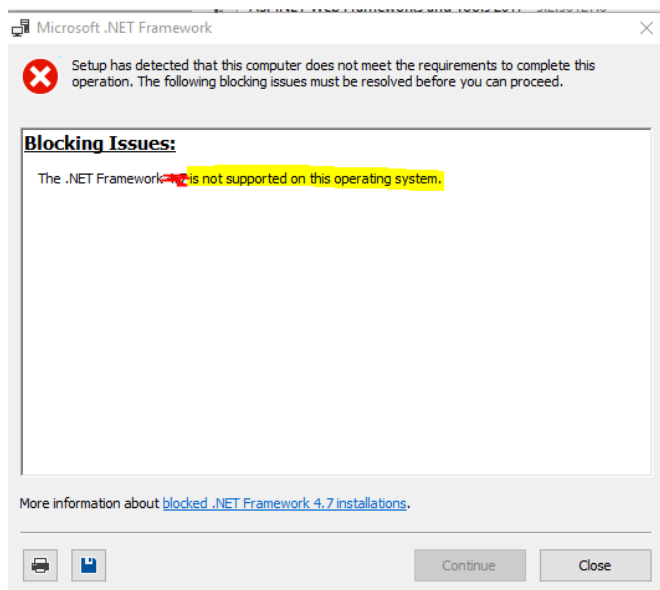 Microsoft .NET Framework
Setup has detected that this computer does not meet the requirements to complete this
operation. The following blocking issues must be resolved before you can proceed.
Blocking Issues:
The .NET Framework is not supported on this operating system.
More information about blocked .NET Framework 4.7 installations.
Continue
Close